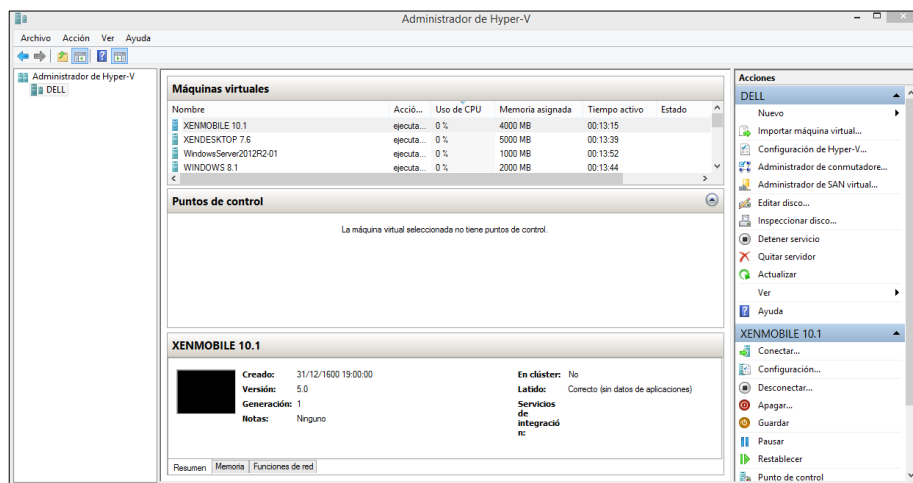 Administrador de Hyper-V
Archivo Acción Ver Ayuda
Administrador de Hyper-V
DELL
Máquinas virtuales
Nombre Acció... Uso de CPU Memoria asignada Tiempo activo Estado
XENMOBILE 10.1 ejecuta... 0 % 4000 MB 00:13:15
XENDESKTOP 7.6 ejecuta... 0 % 5000 MB 00:13:39
WindowsServer2012R2-01 ejecuta... 0 % 1000 MB 00:13:52
WINDOWS 8.1 ejecuta... 0 % 2000 MB 00:13:44
Puntos de control
La máquina virtual seleccionada no tiene puntos de control.
XENMOBILE 10.1
Creado: 31/12/1600 19:00:00
Versión: 5.0
Generación: 1
Notas: Ninguno
En clúster: No
Latido: Correcto (sin datos de aplicaciones)
Servicios
de
integració
n:
Resumen Memoria Funciones de red
Acciones
DELL
Nuevo
Importar máquina virtual...
Configuración de Hyper-V...
Administrador de conmutadore...
Administrador de SAN virtual...
Editar disco...
Inspeccionar disco...
Detener servicio
Quitar servidor
Actualizar
Ver
Ayuda
XENMOBILE 10.1
Conectar...
Configuración...
Desconectar...
Apagar...
Guardar
Pausar
Restablecer
Punto de control